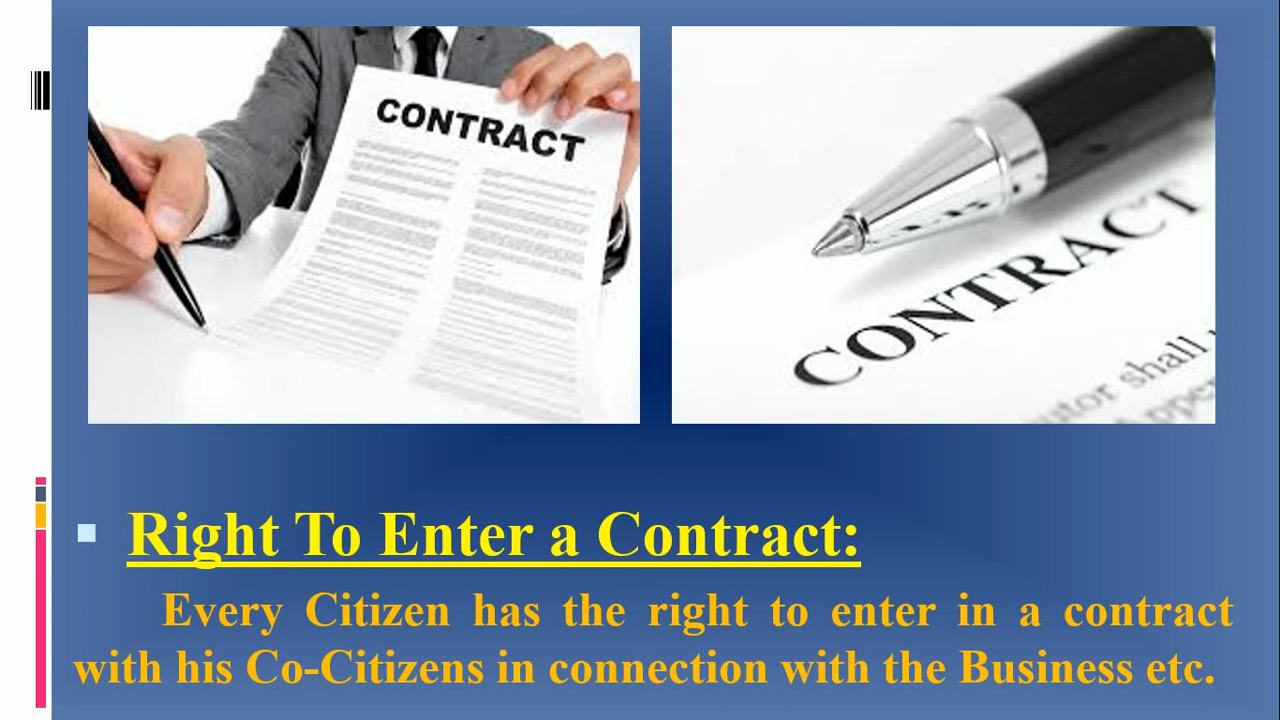 CONTRACT
CONTRACT
shall
Right To Enter a Contract:
Every Citizen has the right to enter in a contract
with his Co-Citizens in connection with the Business etc.